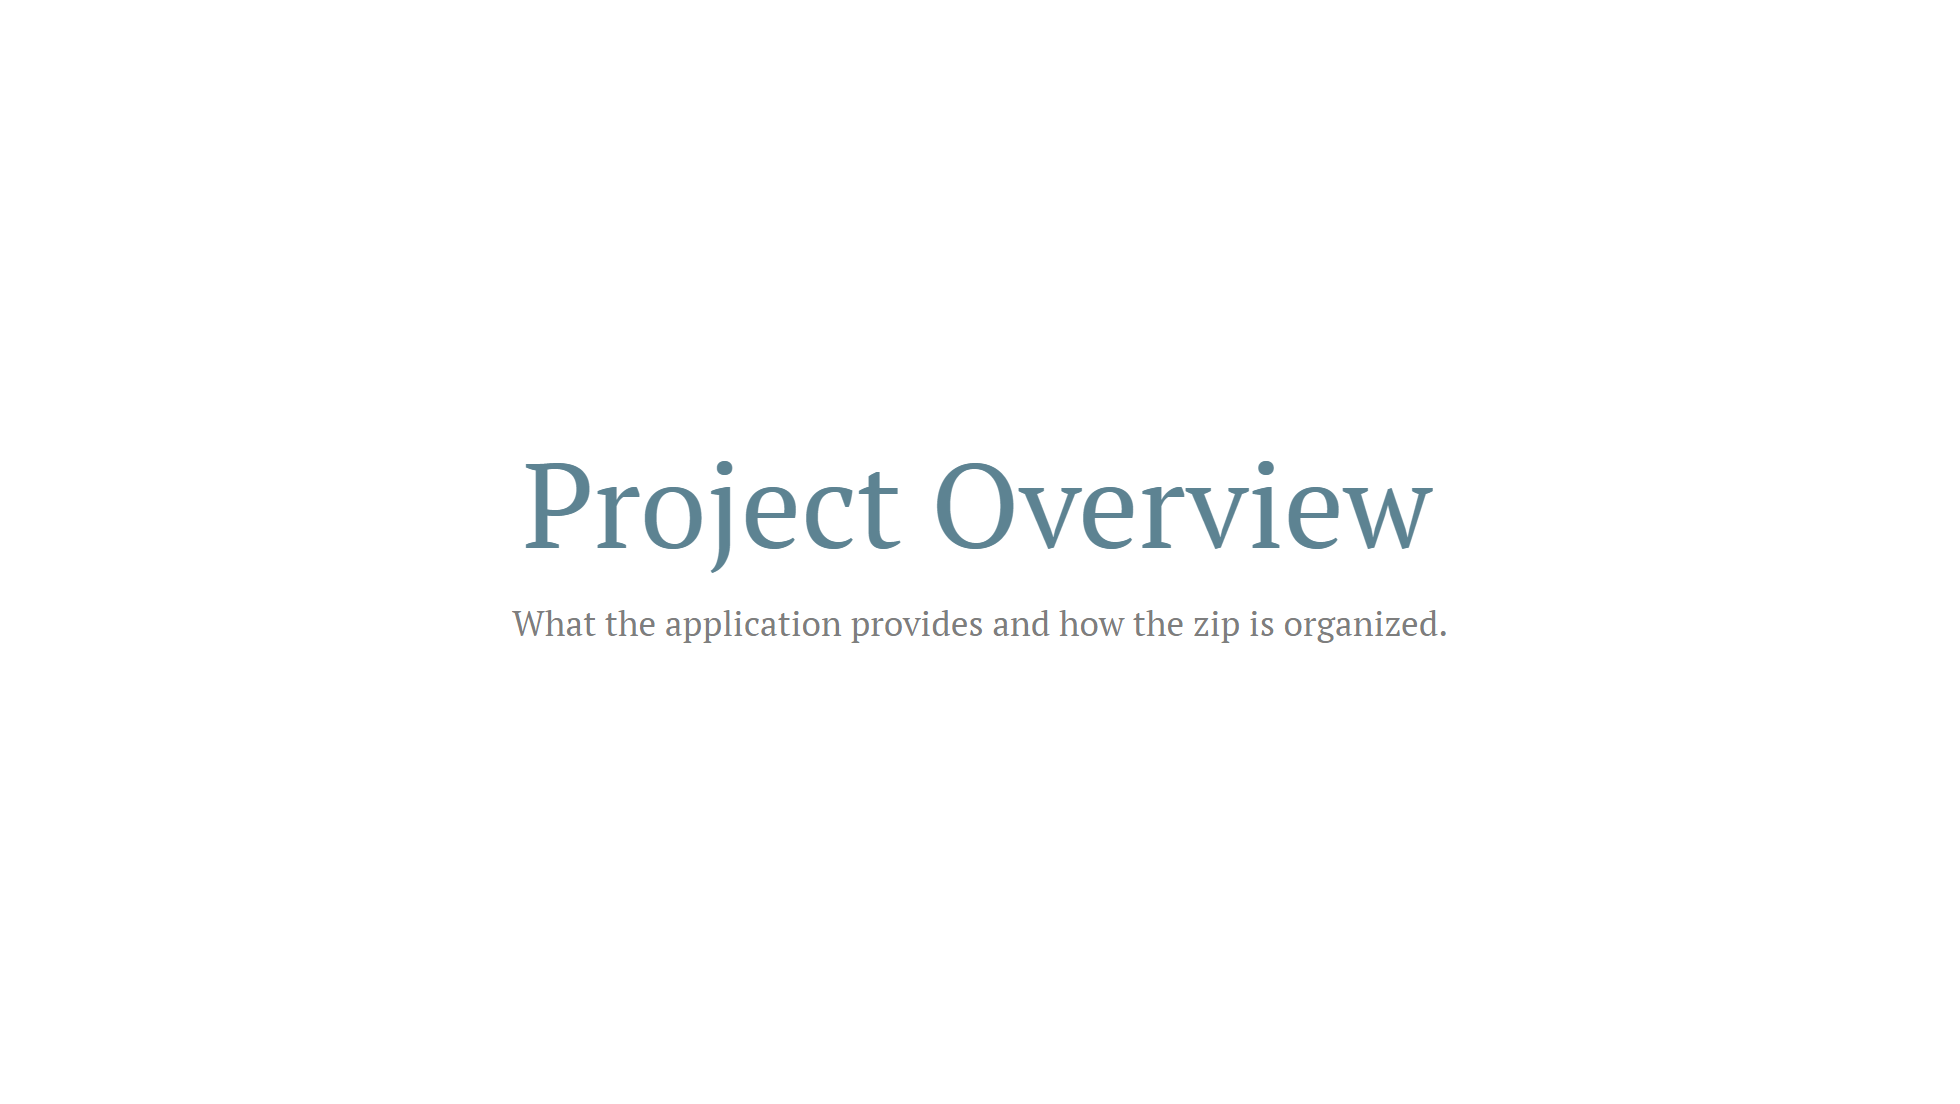 Project Overview
What the application provides and how the zip is organized.